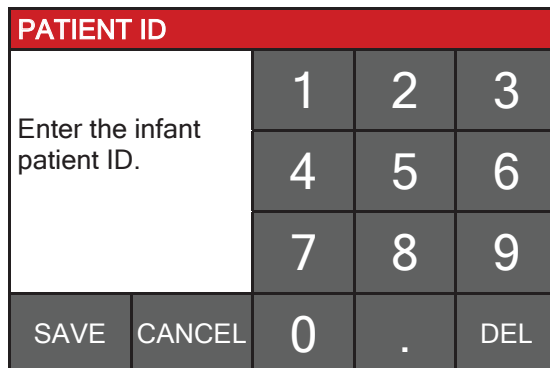 PATIENT ID
Enter the infant
patient ID.
1 2 3
4 5 6
7 8 9
SAVE CANCEL 0 . DEL